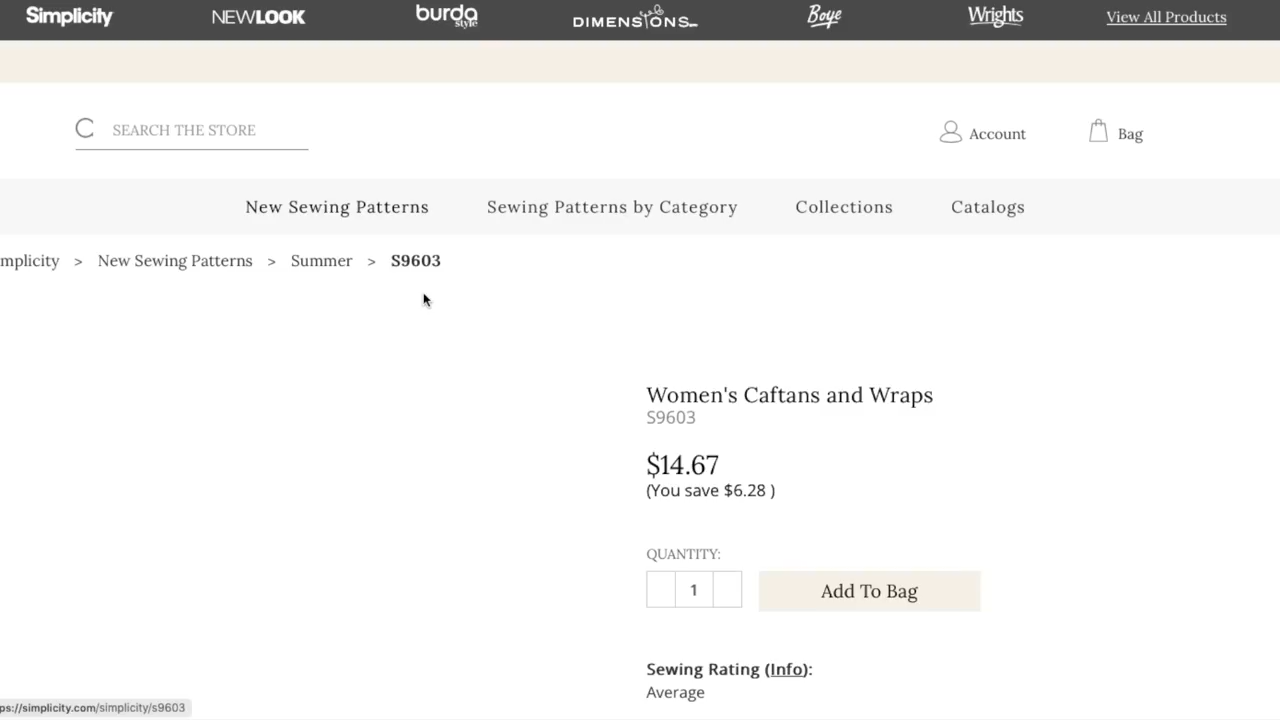 Simplicity NEWLOOK burda style DIMENSIONS Boye Wrights View All Products
SEARCH THE STORE
Account Bag
New Sewing Patterns Sewing Patterns by Category Collections Catalogs
mplicity > New Sewing Patterns > Summer > S9603
Women's Caftans and Wraps
S9603
$14.67
(You save $6.28 )
QUANTITY:
1 Add To Bag
Sewing Rating (Info):
Average
ps://simplicity.com/simplicity/s9603